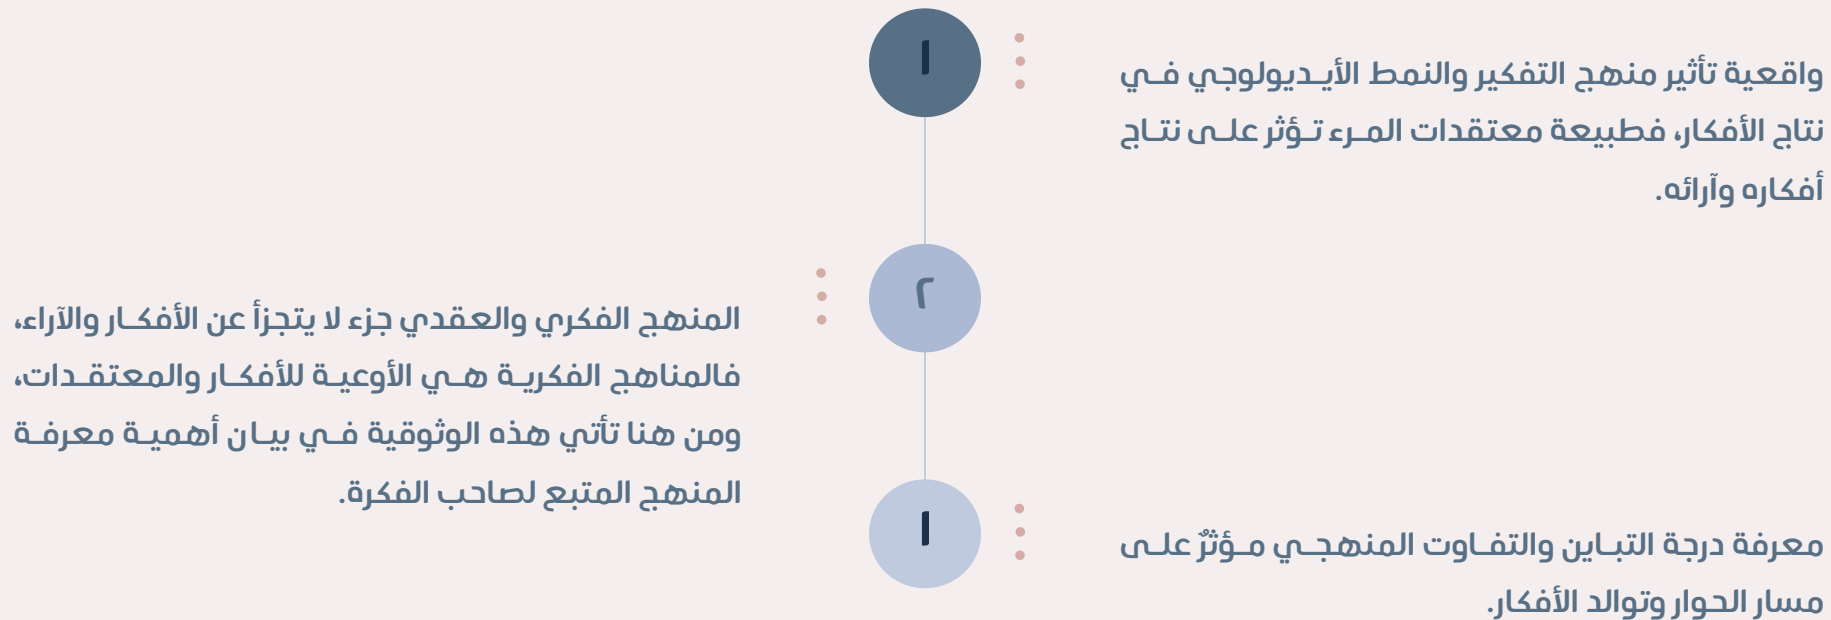 ١
واقعية تأثير منهج التفكير والنمط الأيـديولوجي فـي
نتاج الأفكار، فطبيعة معتقدات المـرء تـؤثر علـى نتـاج
أفكاره وآرائه.
٢
المنهج الفكري والعقدي جزء لا يتجزأ عن الأفكـار والآراء،
فالمناهج الفكريـة هـي الأوعيـة للأفكـار والمعتقـدات،
ومن هنا تأتي هذه الوثوقية فـي بيـان أهميـة معرفـة
المنهج المتبع لصاحب الفكرة.
١
معرفة درجة التبـاين والتفـاوت المنهجـي مـؤثرٌ علـى
مسار الحوار وتوالد الأفكار.